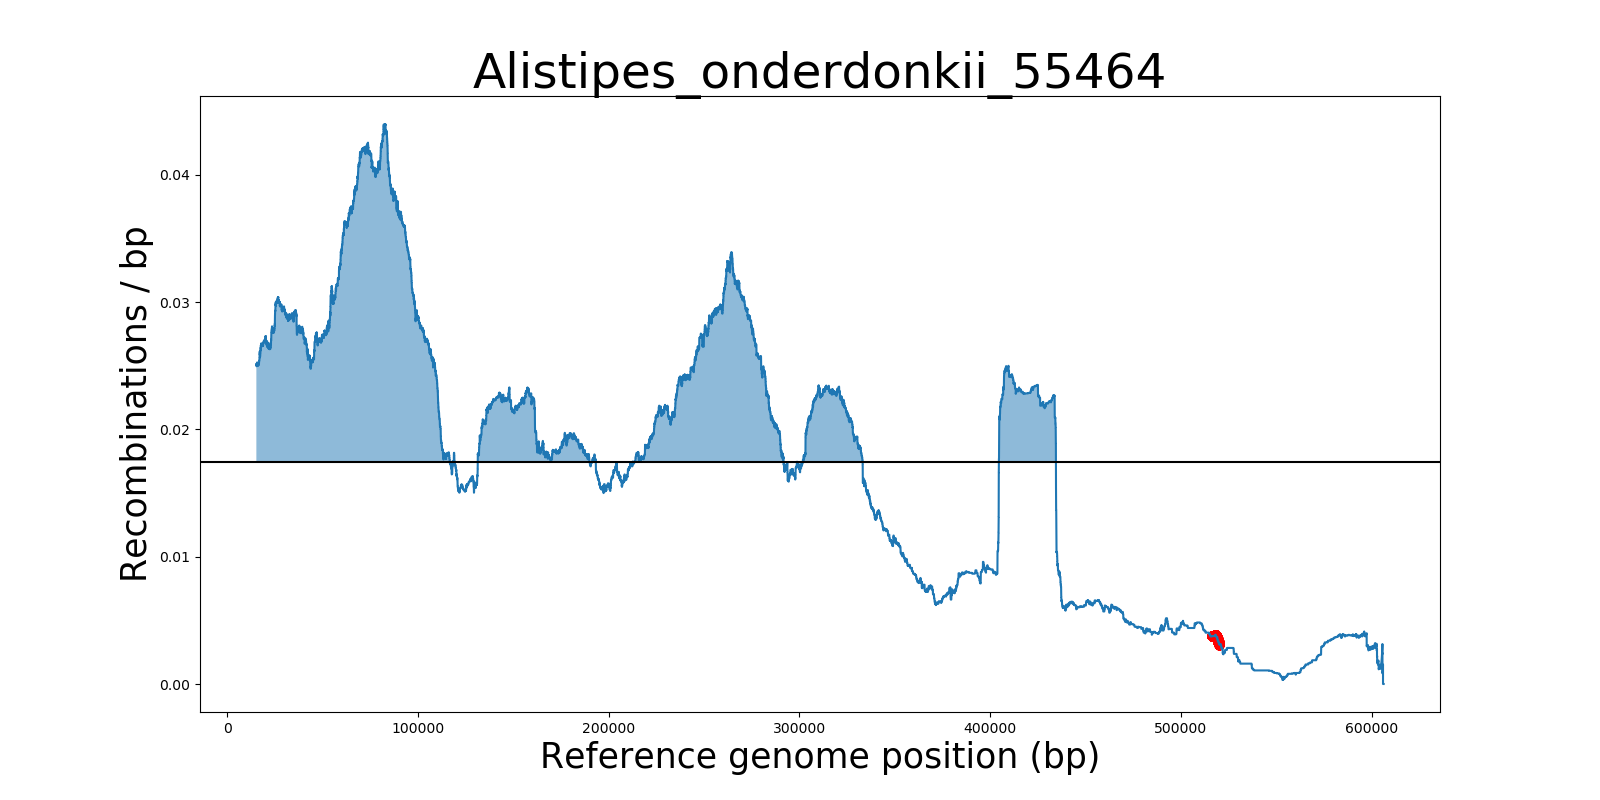 Alistipes_onderdonkii_55464
Recombinations / bp
0.04
0.03
0.02
0.01
0.00
0 100000 200000 300000 400000 500000 600000
Reference genome position (bp)